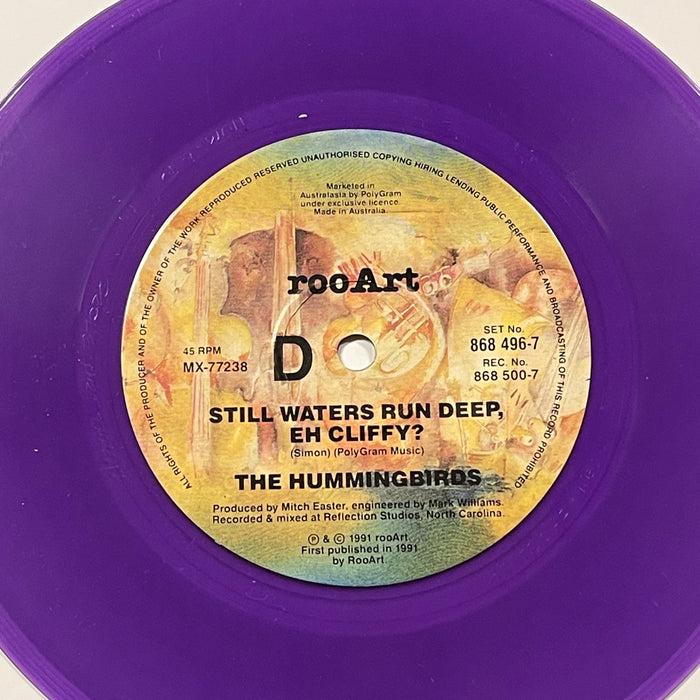 ALL RIGHTS OF THE PRODUCER AND OF THE OWNER OF THE WORK REPRODUCED RESERVED UNAUTHORISED COPYING HIRING LENDING PUBLIC PERFORMANCE AND BROADCASTING OF THIS RECORD PROHIBITED
Marketed in
Australasia by PolyGram
under exclusive licence.
Made in Australia.
rooArt
45 RPM
MX-77238
D
SET No.
868 496-7
REC. No.
868 500-7
STILL WATERS RUN DEEP,
EH CLIFFY?
(Simon) (PolyGram Music)
THE HUMMINGBIRDS
Produced by Mitch Easter, engineered by Mark Williams.
Recorded & mixed at Reflection Studios, North Carolina.
Ⓟ & © 1991 rooArt.
First published in 1991
by RooArt.